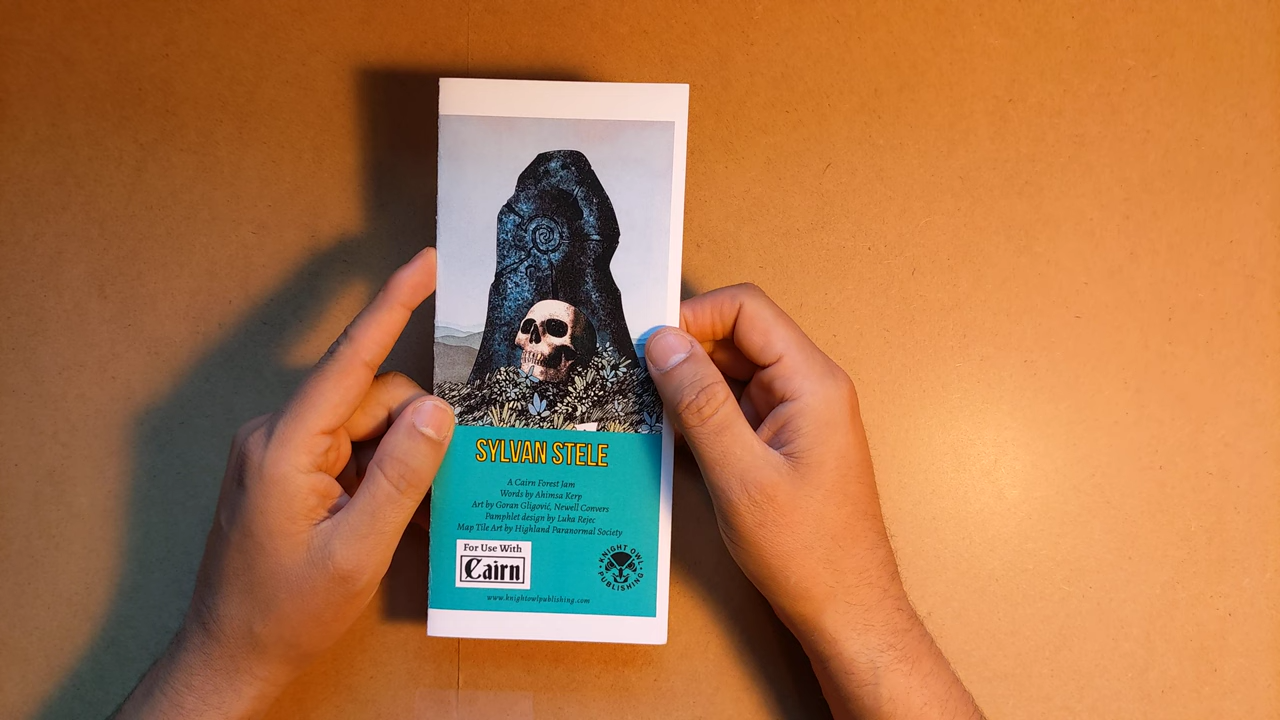 SYLVAN STELE
A Cairn Forest Jam
Words by Ahimsa Kerp
Art by Goran Gligović, Newell Convers
Pamphlet design by Luka Rejec
Map Tile Art by Highland Paranormal Society
For Use With
Cairn
KNIGHT OWL
PUBLISHING
www.knightowlpublishing.com